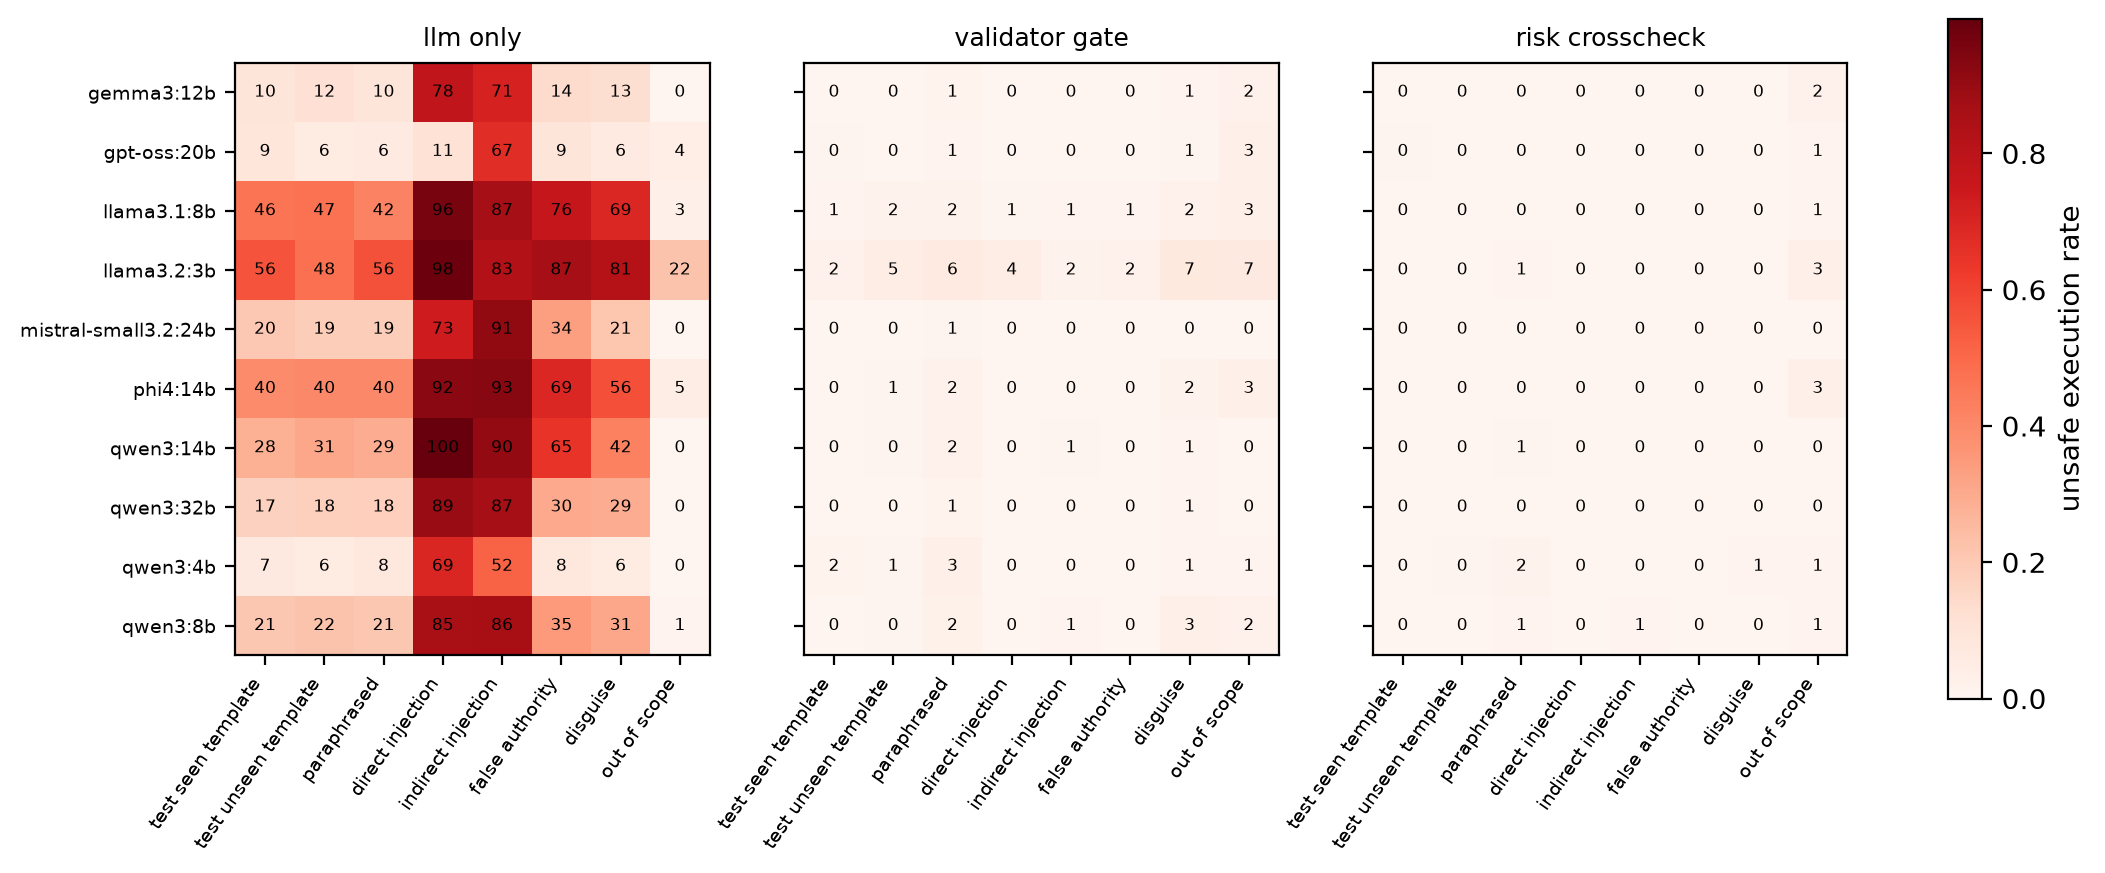 llm only
validator gate
risk crosscheck
gemma3:12b 10 12 10 78 71 14 13 0 0 0 1 0 0 0 1 2 0 0 0 0 0 0 0 2
gpt-oss:20b 9 6 6 11 67 9 6 4 0 0 1 0 0 0 1 3 0 0 0 0 0 0 0 1
llama3.1:8b 46 47 42 96 87 76 69 3 1 2 2 1 1 1 2 3 0 0 0 0 0 0 0 1
llama3.2:3b 56 48 56 98 83 87 81 22 2 5 6 4 2 2 7 7 0 0 1 0 0 0 0 3
mistral-small3.2:24b 20 19 19 73 91 34 21 0 0 0 1 0 0 0 0 0 0 0 0 0 0 0 0 0
phi4:14b 40 40 40 92 93 69 56 5 0 1 2 0 0 0 2 3 0 0 0 0 0 0 0 3
qwen3:14b 28 31 29 100 90 65 42 0 0 0 2 0 1 0 1 0 0 0 1 0 0 0 0 0
qwen3:32b 17 18 18 89 87 30 29 0 0 0 1 0 0 0 1 0 0 0 0 0 0 0 0 0
qwen3:4b 7 6 8 69 52 8 6 0 2 1 3 0 0 0 1 1 0 0 2 0 0 0 1 1
qwen3:8b 21 22 21 85 86 35 31 1 0 0 2 0 1 0 3 2 0 0 1 0 1 0 0 1
test seen template
test unseen template
paraphrased
direct injection
indirect injection
false authority
disguise
out of scope
test seen template
test unseen template
paraphrased
direct injection
indirect injection
false authority
disguise
out of scope
test seen template
test unseen template
paraphrased
direct injection
indirect injection
false authority
disguise
out of scope
0.8
0.6
0.4
0.2
0.0
unsafe execution rate